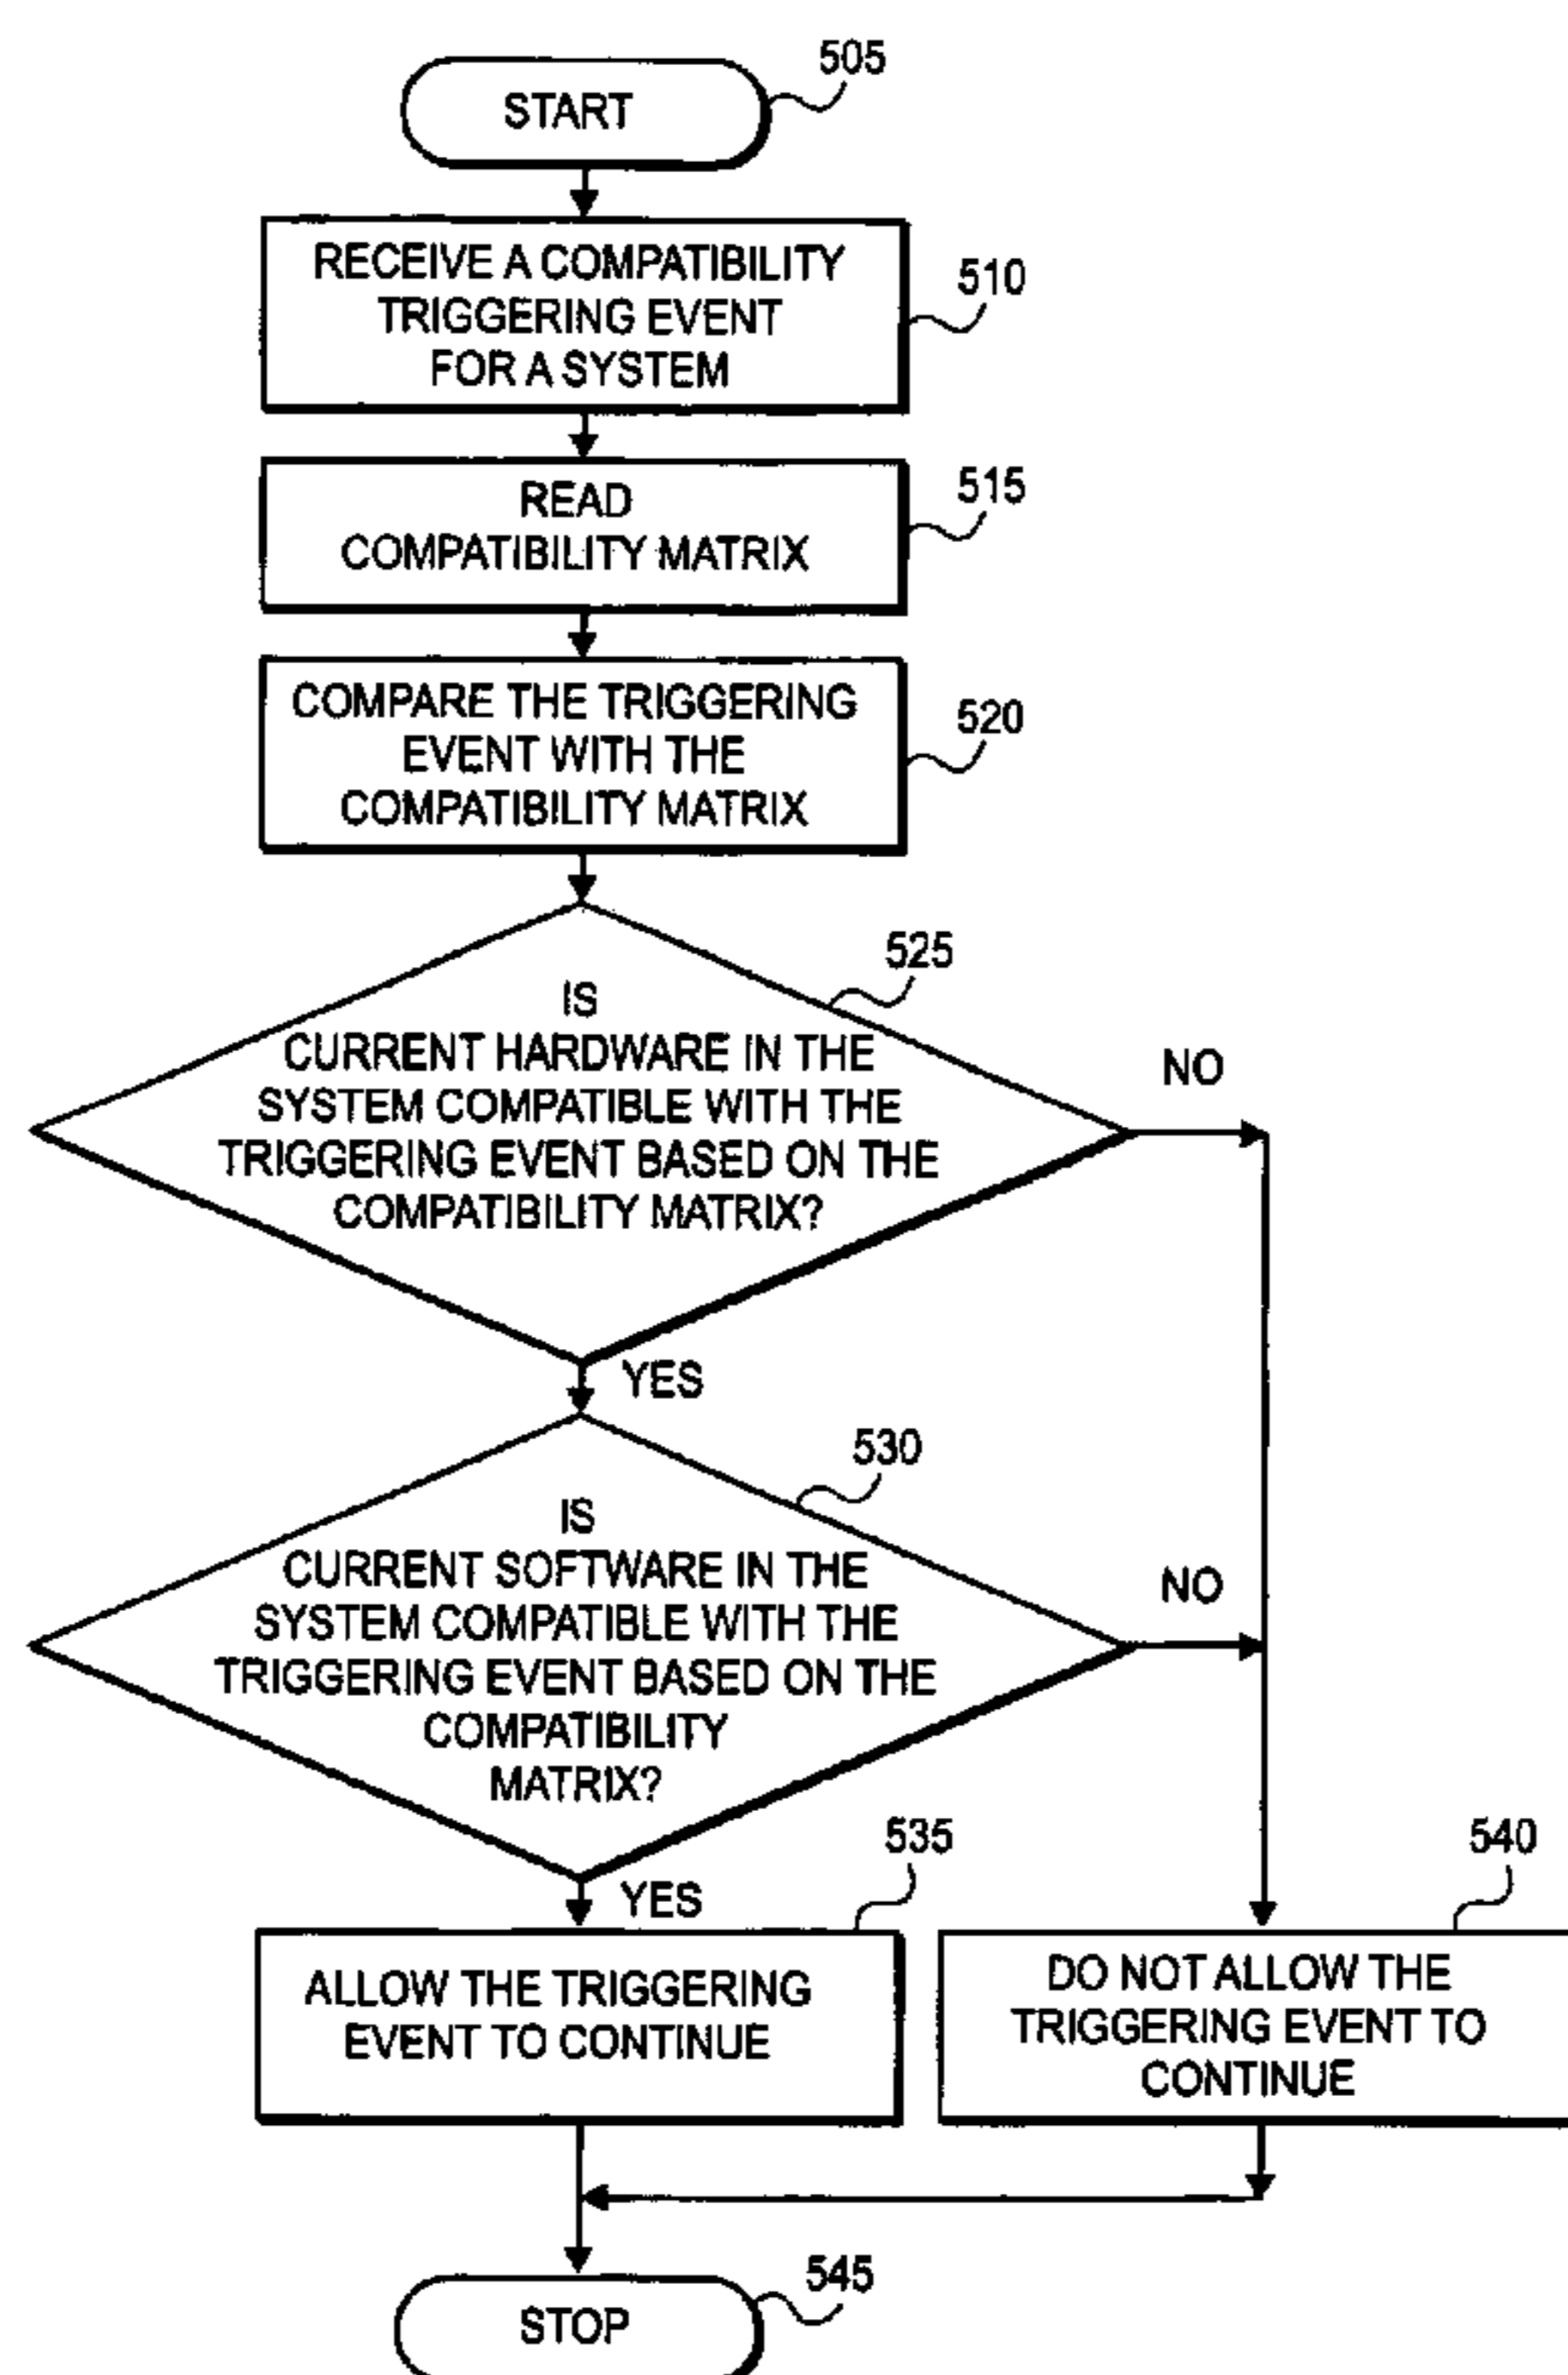 START
505
RECEIVE A COMPATIBILITY
TRIGGERING EVENT
FOR A SYSTEM
510
READ
COMPATIBILITY MATRIX
515
COMPARE THE TRIGGERING
EVENT WITH THE
COMPATIBILITY MATRIX
520
525
IS
CURRENT HARDWARE IN THE
SYSTEM COMPATIBLE WITH THE
TRIGGERING EVENT BASED ON THE
COMPATIBILITY MATRIX?
NO
YES
530
IS
CURRENT SOFTWARE IN THE
SYSTEM COMPATIBLE WITH THE
TRIGGERING EVENT BASED ON THE
COMPATIBILITY
MATRIX?
NO
YES
535
ALLOW THE TRIGGERING
EVENT TO CONTINUE
540
DO NOT ALLOW THE
TRIGGERING EVENT TO
CONTINUE
545
STOP